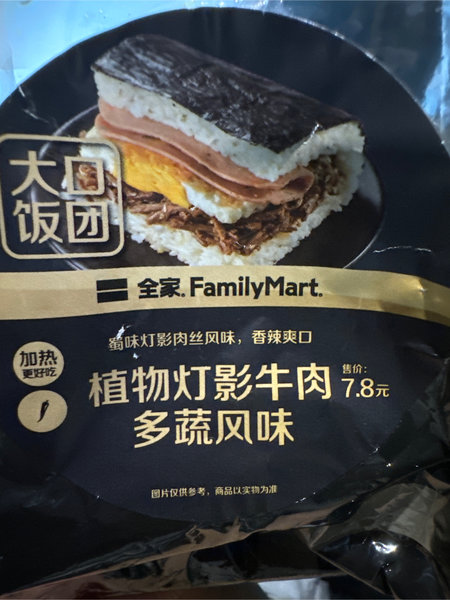 大口
饭团
全家 FamilyMart
蜀味灯影肉丝风味，香辣爽口
加热
更好吃
植物灯影牛肉
售价：
7.8元
多蔬风味
图片仅供参考，商品以实物为准